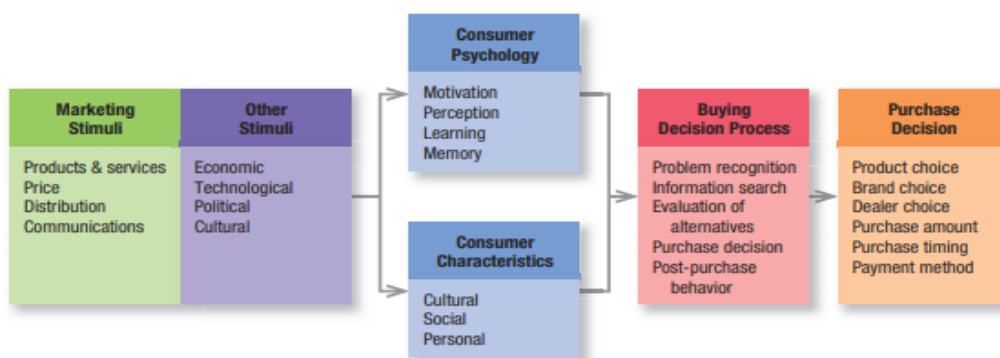 Marketing
Stimuli
Products & services
Price
Distribution
Communications
Other
Stimuli
Economic
Technological
Political
Cultural
Consumer
Psychology
Motivation
Perception
Learning
Memory
Consumer
Characteristics
Cultural
Social
Personal
Buying
Decision Process
Problem recognition
Information search
Evaluation of
alternatives
Purchase decision
Post-purchase
behavior
Purchase
Decision
Product choice
Brand choice
Dealer choice
Purchase amount
Purchase timing
Payment method